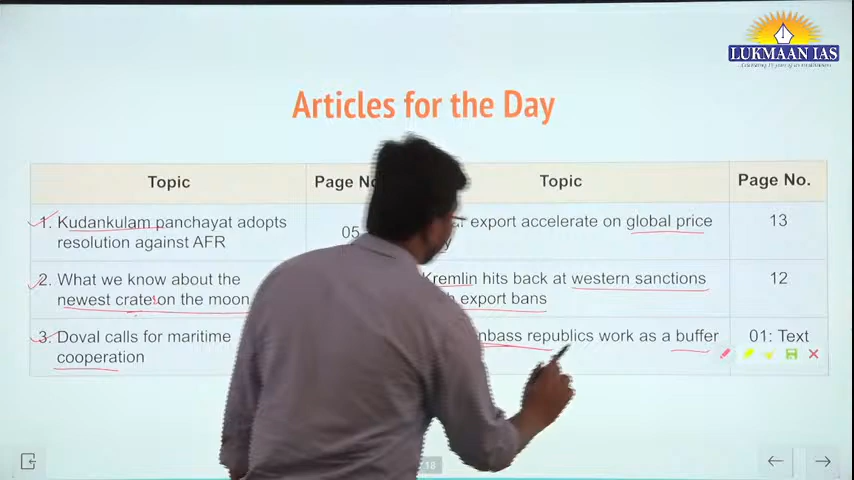 LUKMAAN IAS
Articles for the Day
Topic
Page No
Topic
Page No.
1. Kudankulam panchayat adopts
resolution against AFR
05
export accelerate on global price
13
2. What we know about the
newest crates on the moon
Kremlin hits back at western sanctions
export bans
12
3. Doval calls for maritime
cooperation
republics work as a buffer
01: Text
18